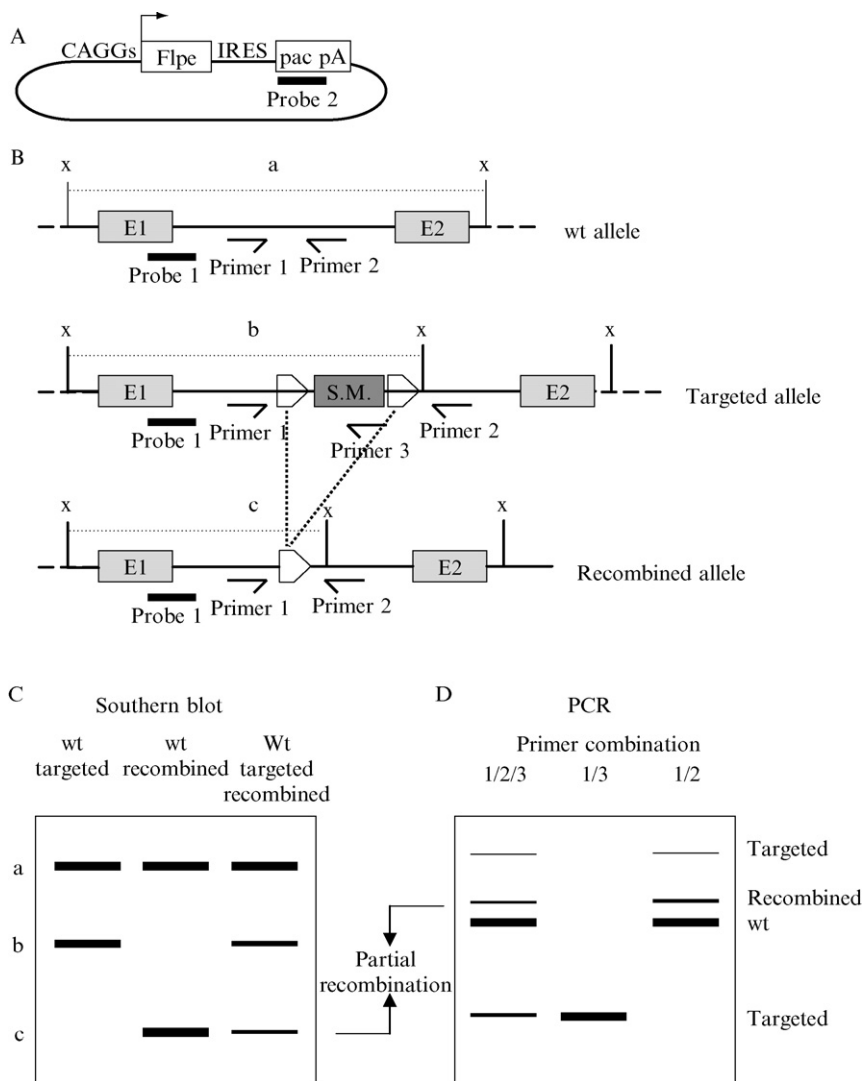 A
CAGGs Flpe IRES pac pA
Probe 2
B
x a x
E1 E2
wt allele
Probe 1 Primer 1 Primer 2
x b x x
E1 S.M. E2
Targeted allele
Probe 1 Primer 1 Primer 3 Primer 2
x c x x
E1 E2
Recombined allele
Probe 1 Primer 1 Primer 2
C
Southern blot
wt targeted
wt recombined
Wt targeted recombined
a
b
c
Partial recombination
D
PCR
Primer combination
1/2/3 1/3 1/2
Targeted
Recombined
wt
Targeted